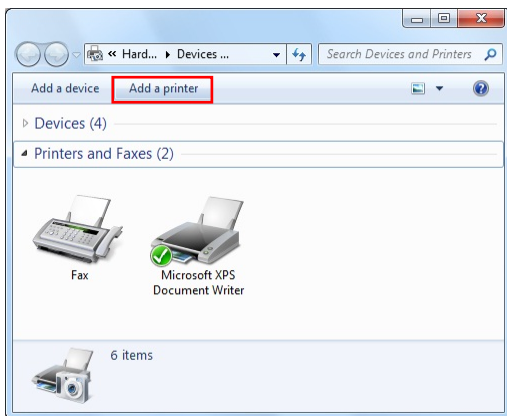 « Hard... ▸ Devices ... Search Devices and Printers
Add a device Add a printer
Devices (4)
Printers and Faxes (2)
Fax Microsoft XPS
Document Writer
6 items